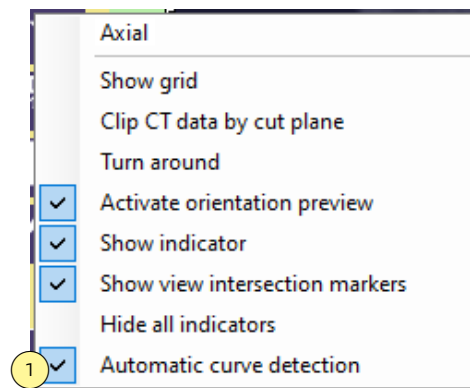 Axial
Show grid
Clip CT data by cut plane
Turn around
Activate orientation preview
Show indicator
Show view intersection markers
Hide all indicators
1 Automatic curve detection